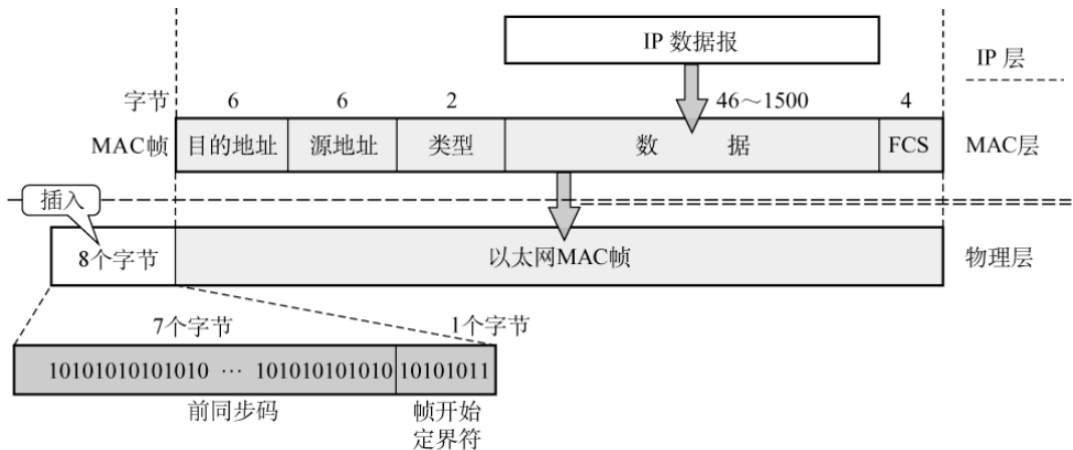 IP 数据报
IP 层
字节 6 6 2 46～1500 4
MAC帧 目的地址 源地址 类型 数 据 FCS MAC层
插入
8个字节 以太网MAC帧 物理层
7个字节 1个字节
10101010101010 ··· 101010101010 10101011
前同步码 帧开始
定界符